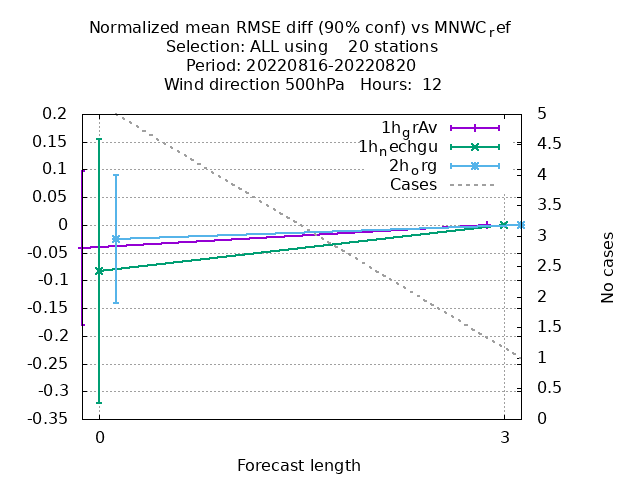 Normalized mean RMSE diff (90% conf) vs MNWC_ref
Selection: ALL using    20 stations
Period: 20220816-20220820
Wind direction 500hPa   Hours:  12
1h_grAv
1h_nechgu
2h_org
Cases
0.2
0.15
0.1
0.05
0
-0.05
-0.1
-0.15
-0.2
-0.25
-0.3
-0.35
5
4.5
4
3.5
3
2.5
2
1.5
1
0.5
0
No cases
0
3
Forecast length